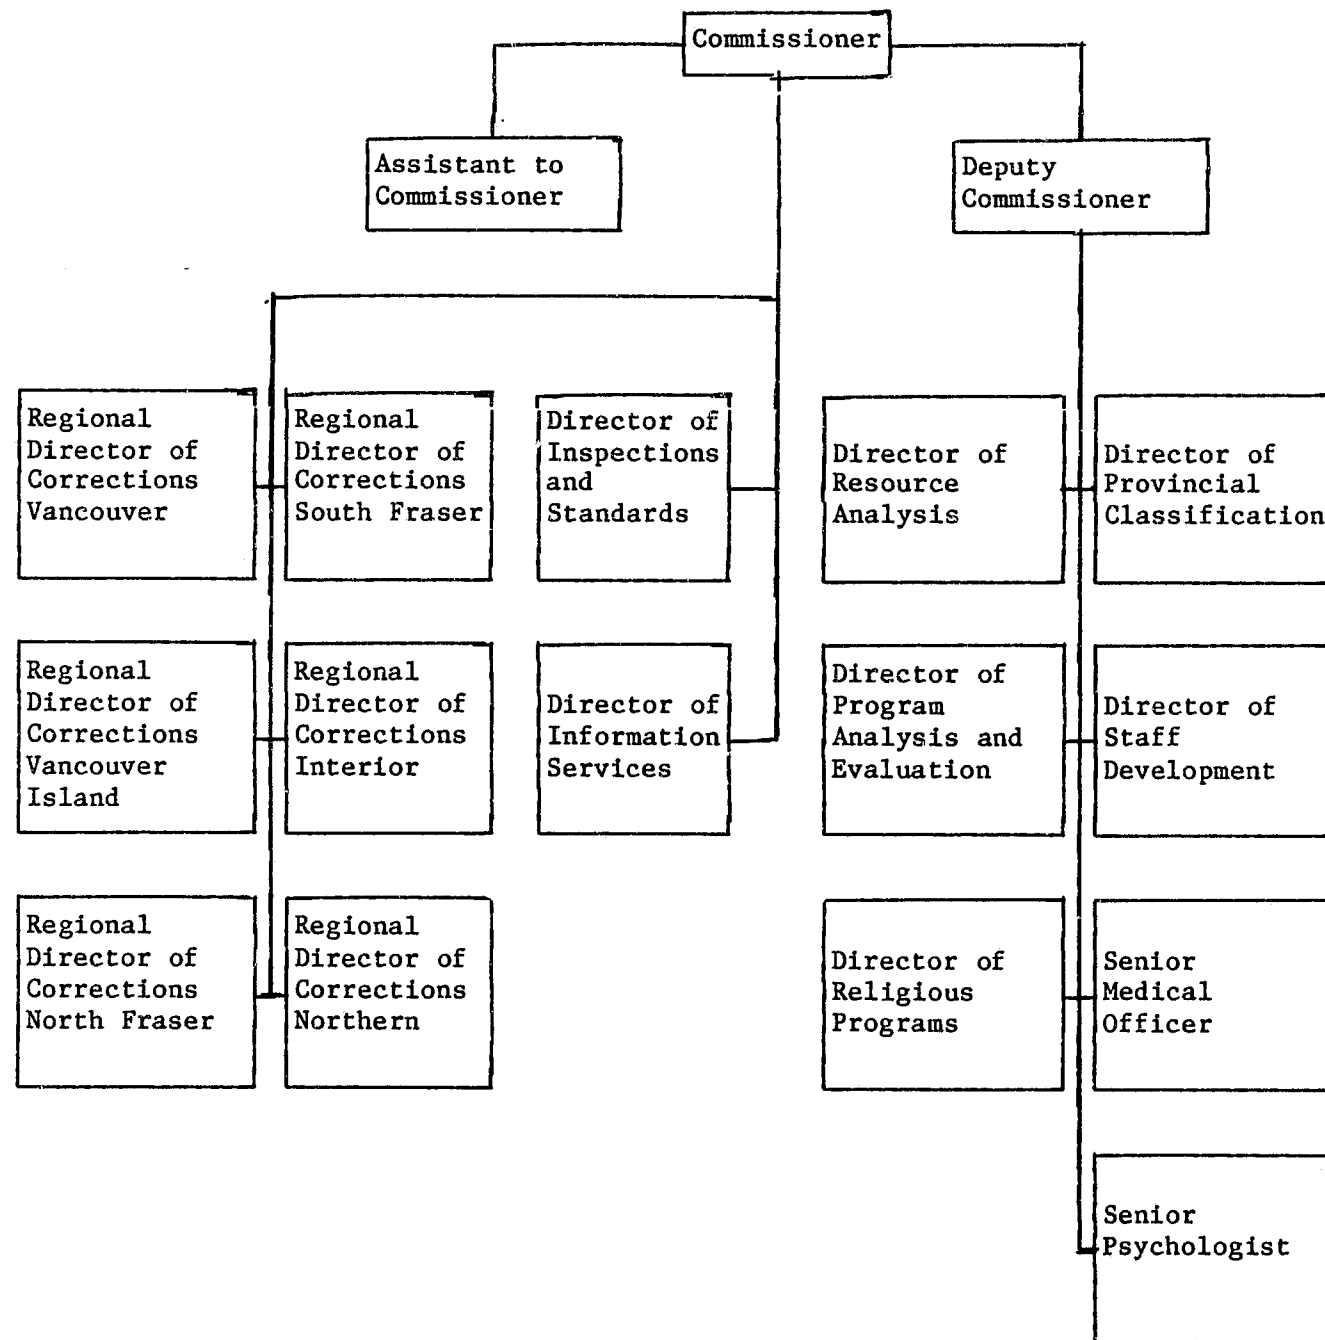 Commissioner
Assistant to
Commissioner
Deputy
Commissioner
Regional
Director of
Corrections
Vancouver
Regional
Director of
Corrections
South Fraser
Director of
Inspections
and
Standards
Director of
Resource
Analysis
Director of
Provincial
Classification
Regional
Director of
Corrections
Vancouver
Island
Regional
Director of
Corrections
Interior
Director of
Information
Services
Director of
Program
Analysis and
Evaluation
Director of
Staff
Development
Regional
Director of
Corrections
North Fraser
Regional
Director of
Corrections
Northern
Director of
Religious
Programs
Senior
Medical
Officer
Senior
Psychologist